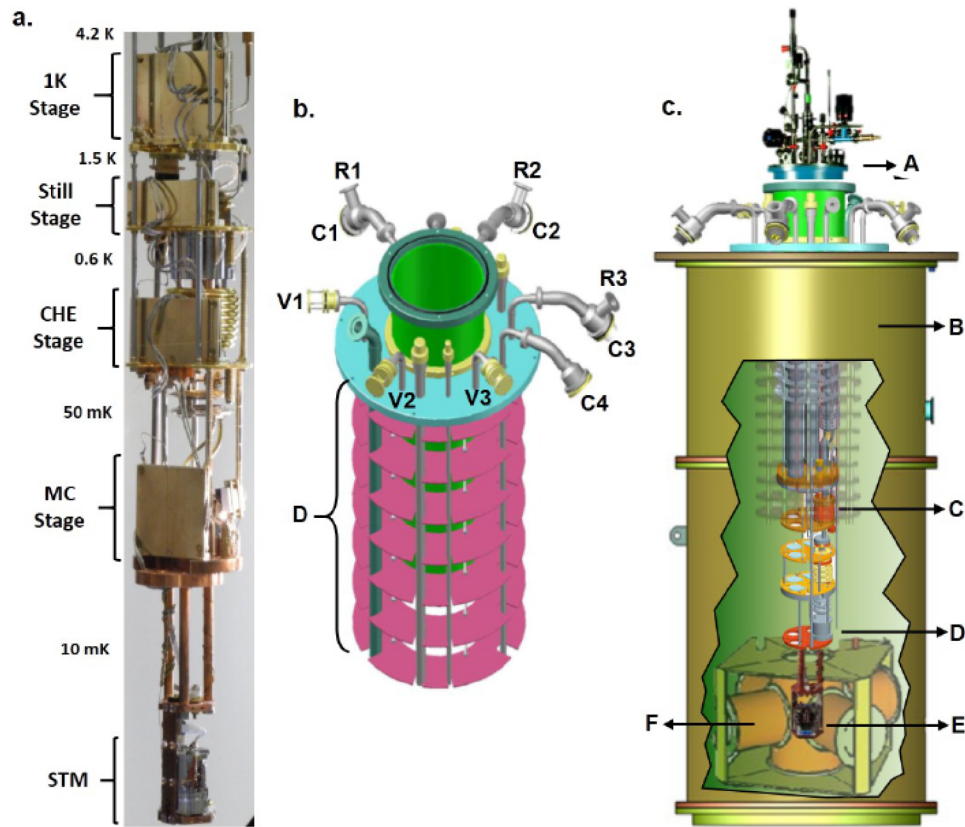 a.
4.2 K
1K
Stage
1.5 K
Still
Stage
0.6 K
CHE
Stage
50 mK
MC
Stage
10 mK
STM
b.
R1
R2
C1
C2
V1
R3
C3
V2
V3
C4
D
c.
A
B
C
D
E
F